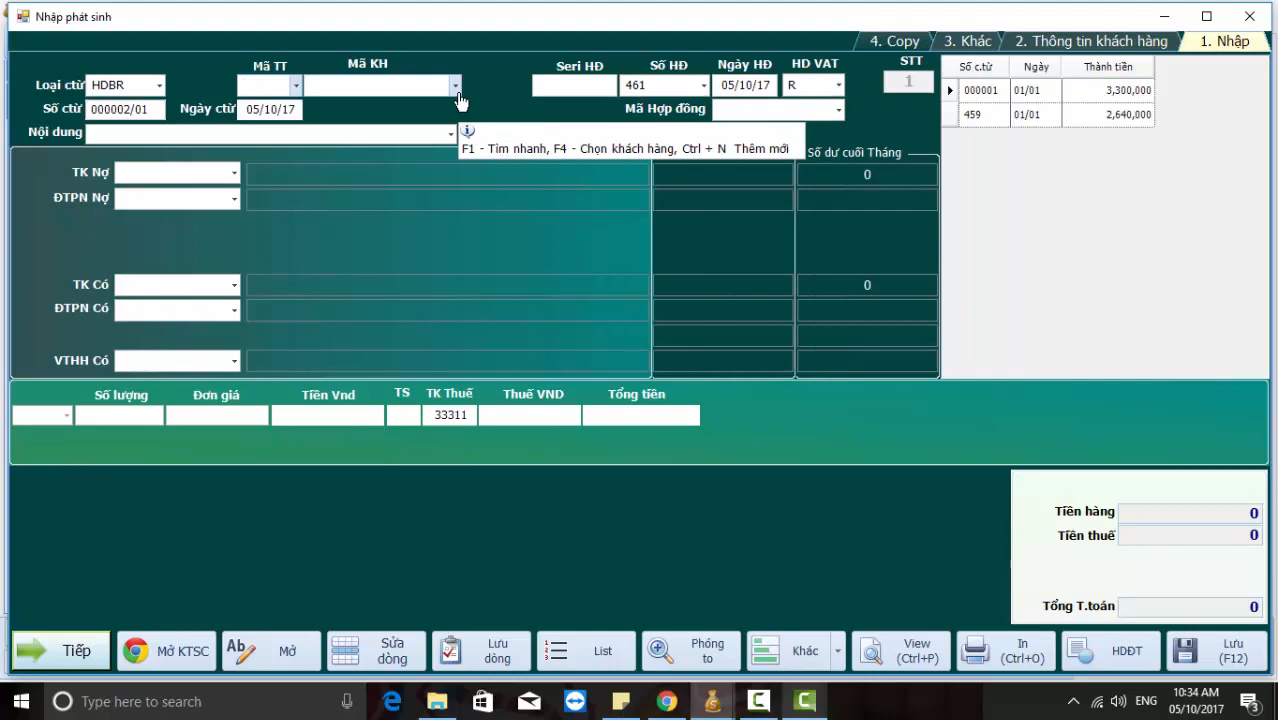 Nhập phát sinh
4. Copy
3. Khác
2. Thông tin khách hàng
1. Nhập
Mã TT
Mã KH
Seri HĐ
Số HĐ
Ngày HĐ
HD VAT
STT
Loại ctừ
HDBR
461
05/10/17
R
1
Số ctừ
000002/01
Ngày ctừ
05/10/17
Mã Hợp đồng
Nội dung
F1 - Tìm nhanh, F4 - Chọn khách hàng, Ctrl + N Thêm mới
Số dư cuối Tháng
Số c.từ
Ngày
Thành tiền
000001
01/01
3,300,000
459
01/01
2,640,000
TK Nợ
0
ĐTPN Nợ
TK Có
0
ĐTPN Có
VTHH Có
Số lượng
Đơn giá
Tiền Vnd
TS
TK Thuế
Thuế VND
Tổng tiền
33311
Tiền hàng
0
Tiền thuế
0
Tổng T.toán
0
Tiếp
Mở KTSC
Mở
Sửa
dòng
Lưu
dòng
List
Phóng
to
Khác
View
(Ctrl+P)
In
(Ctrl+O)
HDĐT
Lưu
(F12)
Type here to search
ENG
10:34 AM
05/10/2017
3